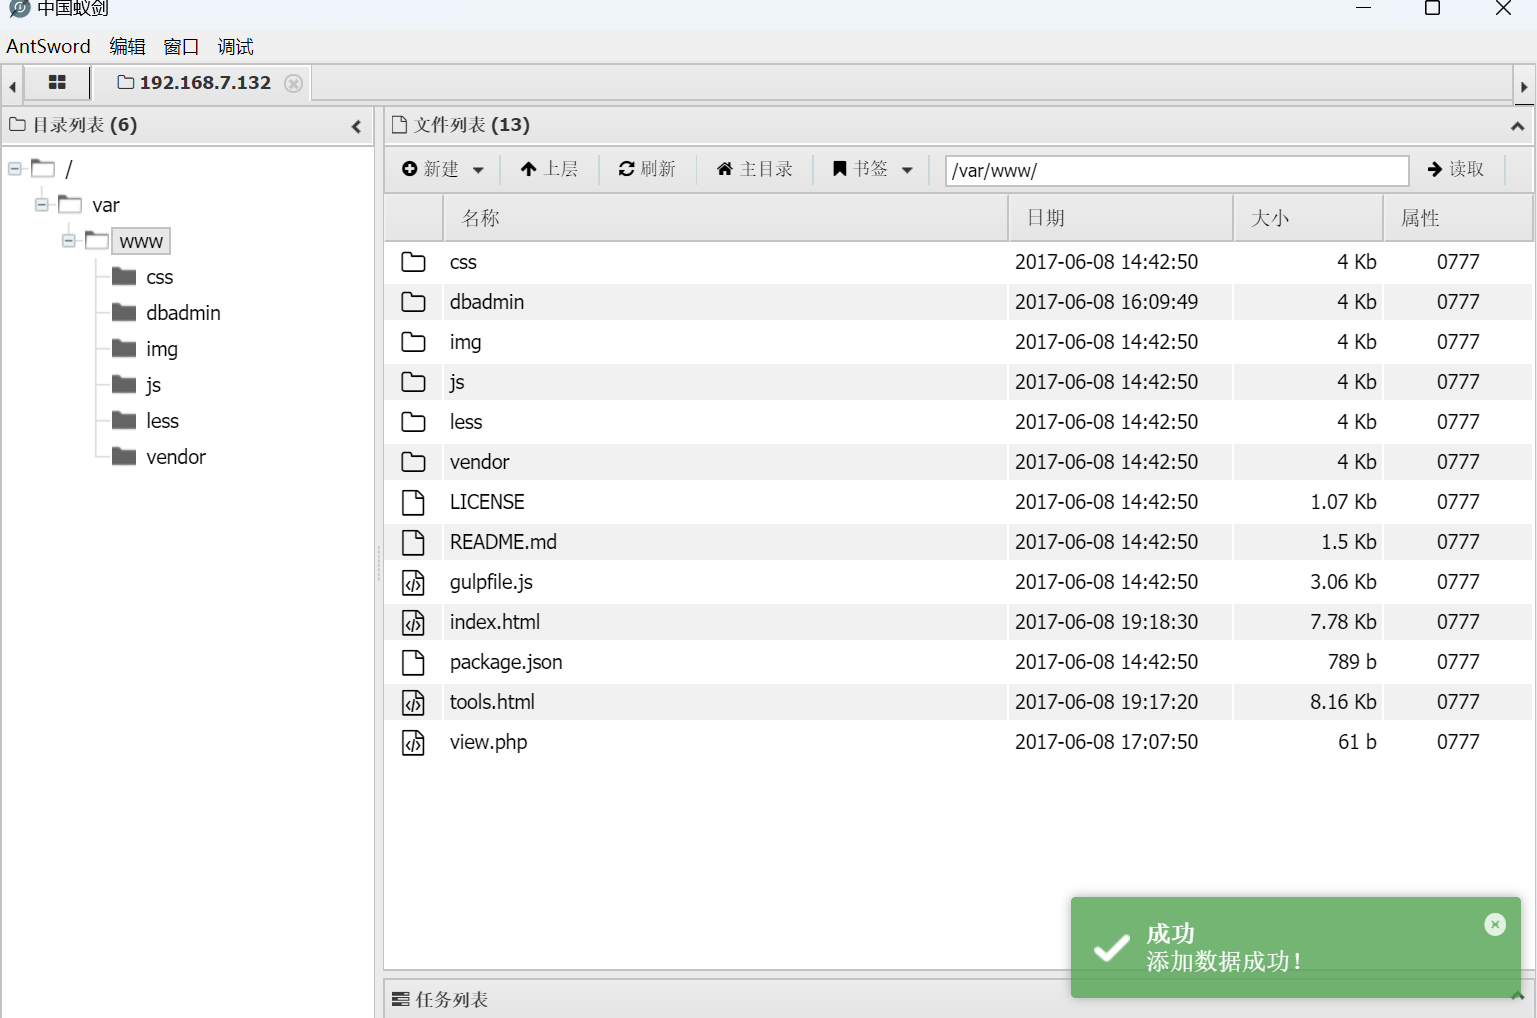 中国蚁剑
AntSword 编辑 窗口 调试
192.168.7.132
目录列表 (6)
/
var
www
css
dbadmin
img
js
less
vendor
文件列表 (13)
新建 上层 刷新 主目录 书签 /var/www/ 读取
名称 日期 大小 属性
css 2017-06-08 14:42:50 4 Kb 0777
dbadmin 2017-06-08 16:09:49 4 Kb 0777
img 2017-06-08 14:42:50 4 Kb 0777
js 2017-06-08 14:42:50 4 Kb 0777
less 2017-06-08 14:42:50 4 Kb 0777
vendor 2017-06-08 14:42:50 4 Kb 0777
LICENSE 2017-06-08 14:42:50 1.07 Kb 0777
README.md 2017-06-08 14:42:50 1.5 Kb 0777
gulpfile.js 2017-06-08 14:42:50 3.06 Kb 0777
index.html 2017-06-08 19:18:30 7.78 Kb 0777
package.json 2017-06-08 14:42:50 789 b 0777
tools.html 2017-06-08 19:17:20 8.16 Kb 0777
view.php 2017-06-08 17:07:50 61 b 0777
成功
添加数据成功！
任务列表